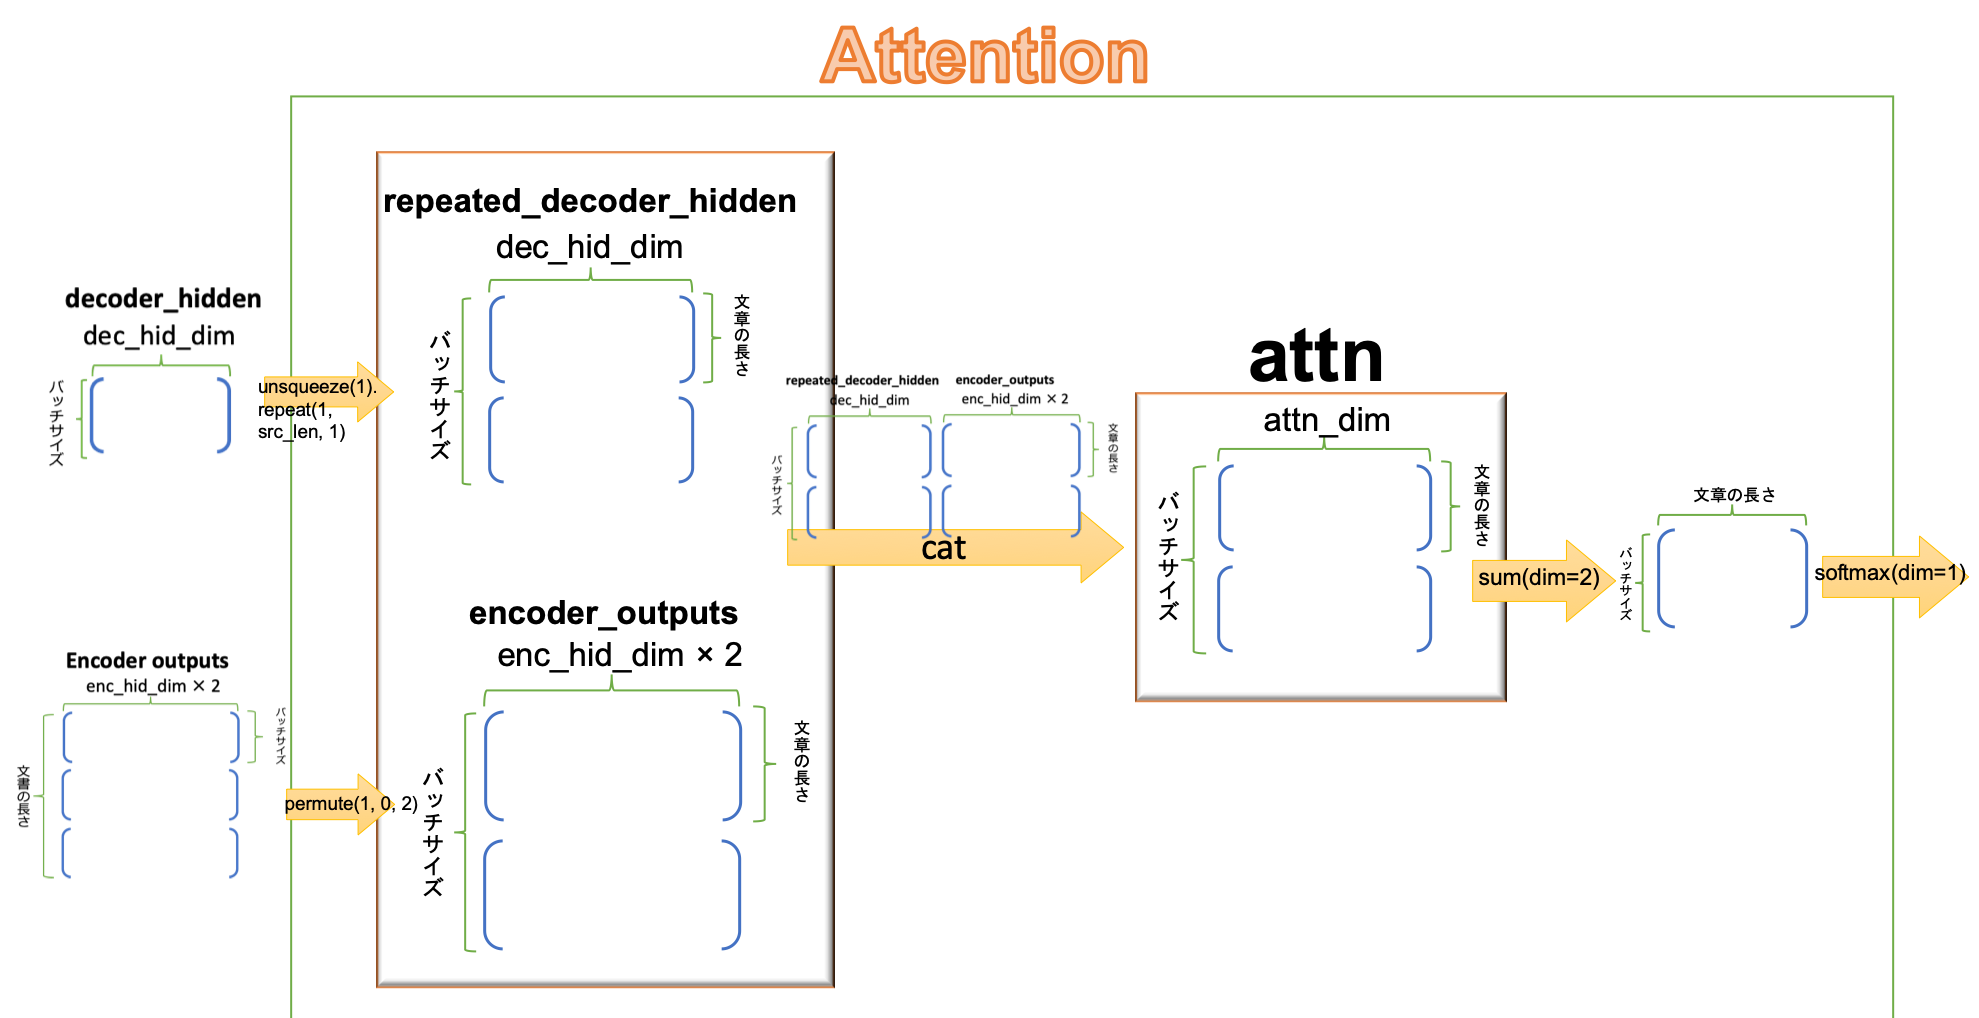 Attention
decoder_hidden
dec_hid_dim
バッチサイズ
unsqueeze(1).
repeat(1,
src_len, 1)
repeated_decoder_hidden
dec_hid_dim
バッチサイズ
文章の長さ
Encoder outputs
enc_hid_dim × 2
文書の長さ
バッチサイズ
permute(1, 0, 2)
encoder_outputs
enc_hid_dim × 2
バッチサイズ
文章の長さ
repeated_decoder_hidden
dec_hid_dim
encoder_outputs
enc_hid_dim × 2
バッチサイズ
文章の長さ
cat
attn
attn_dim
バッチサイズ
文章の長さ
sum(dim=2)
文章の長さ
バッチサイズ
softmax(dim=1)